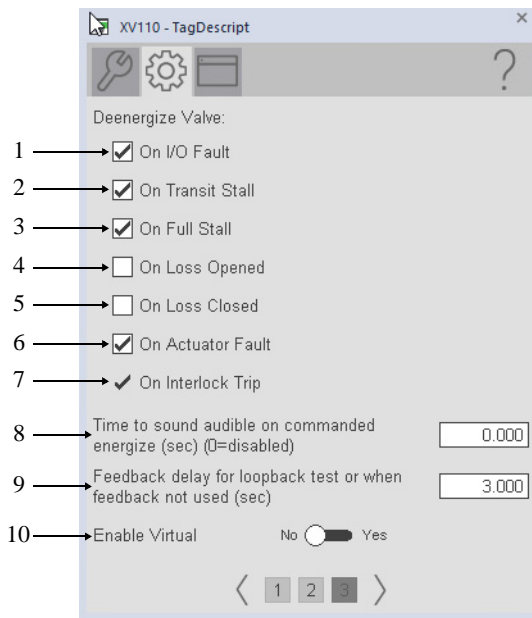 XV110 - TagDescript
×
?
Deenergize Valve:
1 On I/O Fault
2 On Transit Stall
3 On Full Stall
4 On Loss Opened
5 On Loss Closed
6 On Actuator Fault
7 On Interlock Trip
8 Time to sound audible on commanded
energize (sec) (0=disabled) 0.000
9 Feedback delay for loopback test or when
feedback not used (sec) 3.000
10 Enable Virtual No Yes
1 2 3